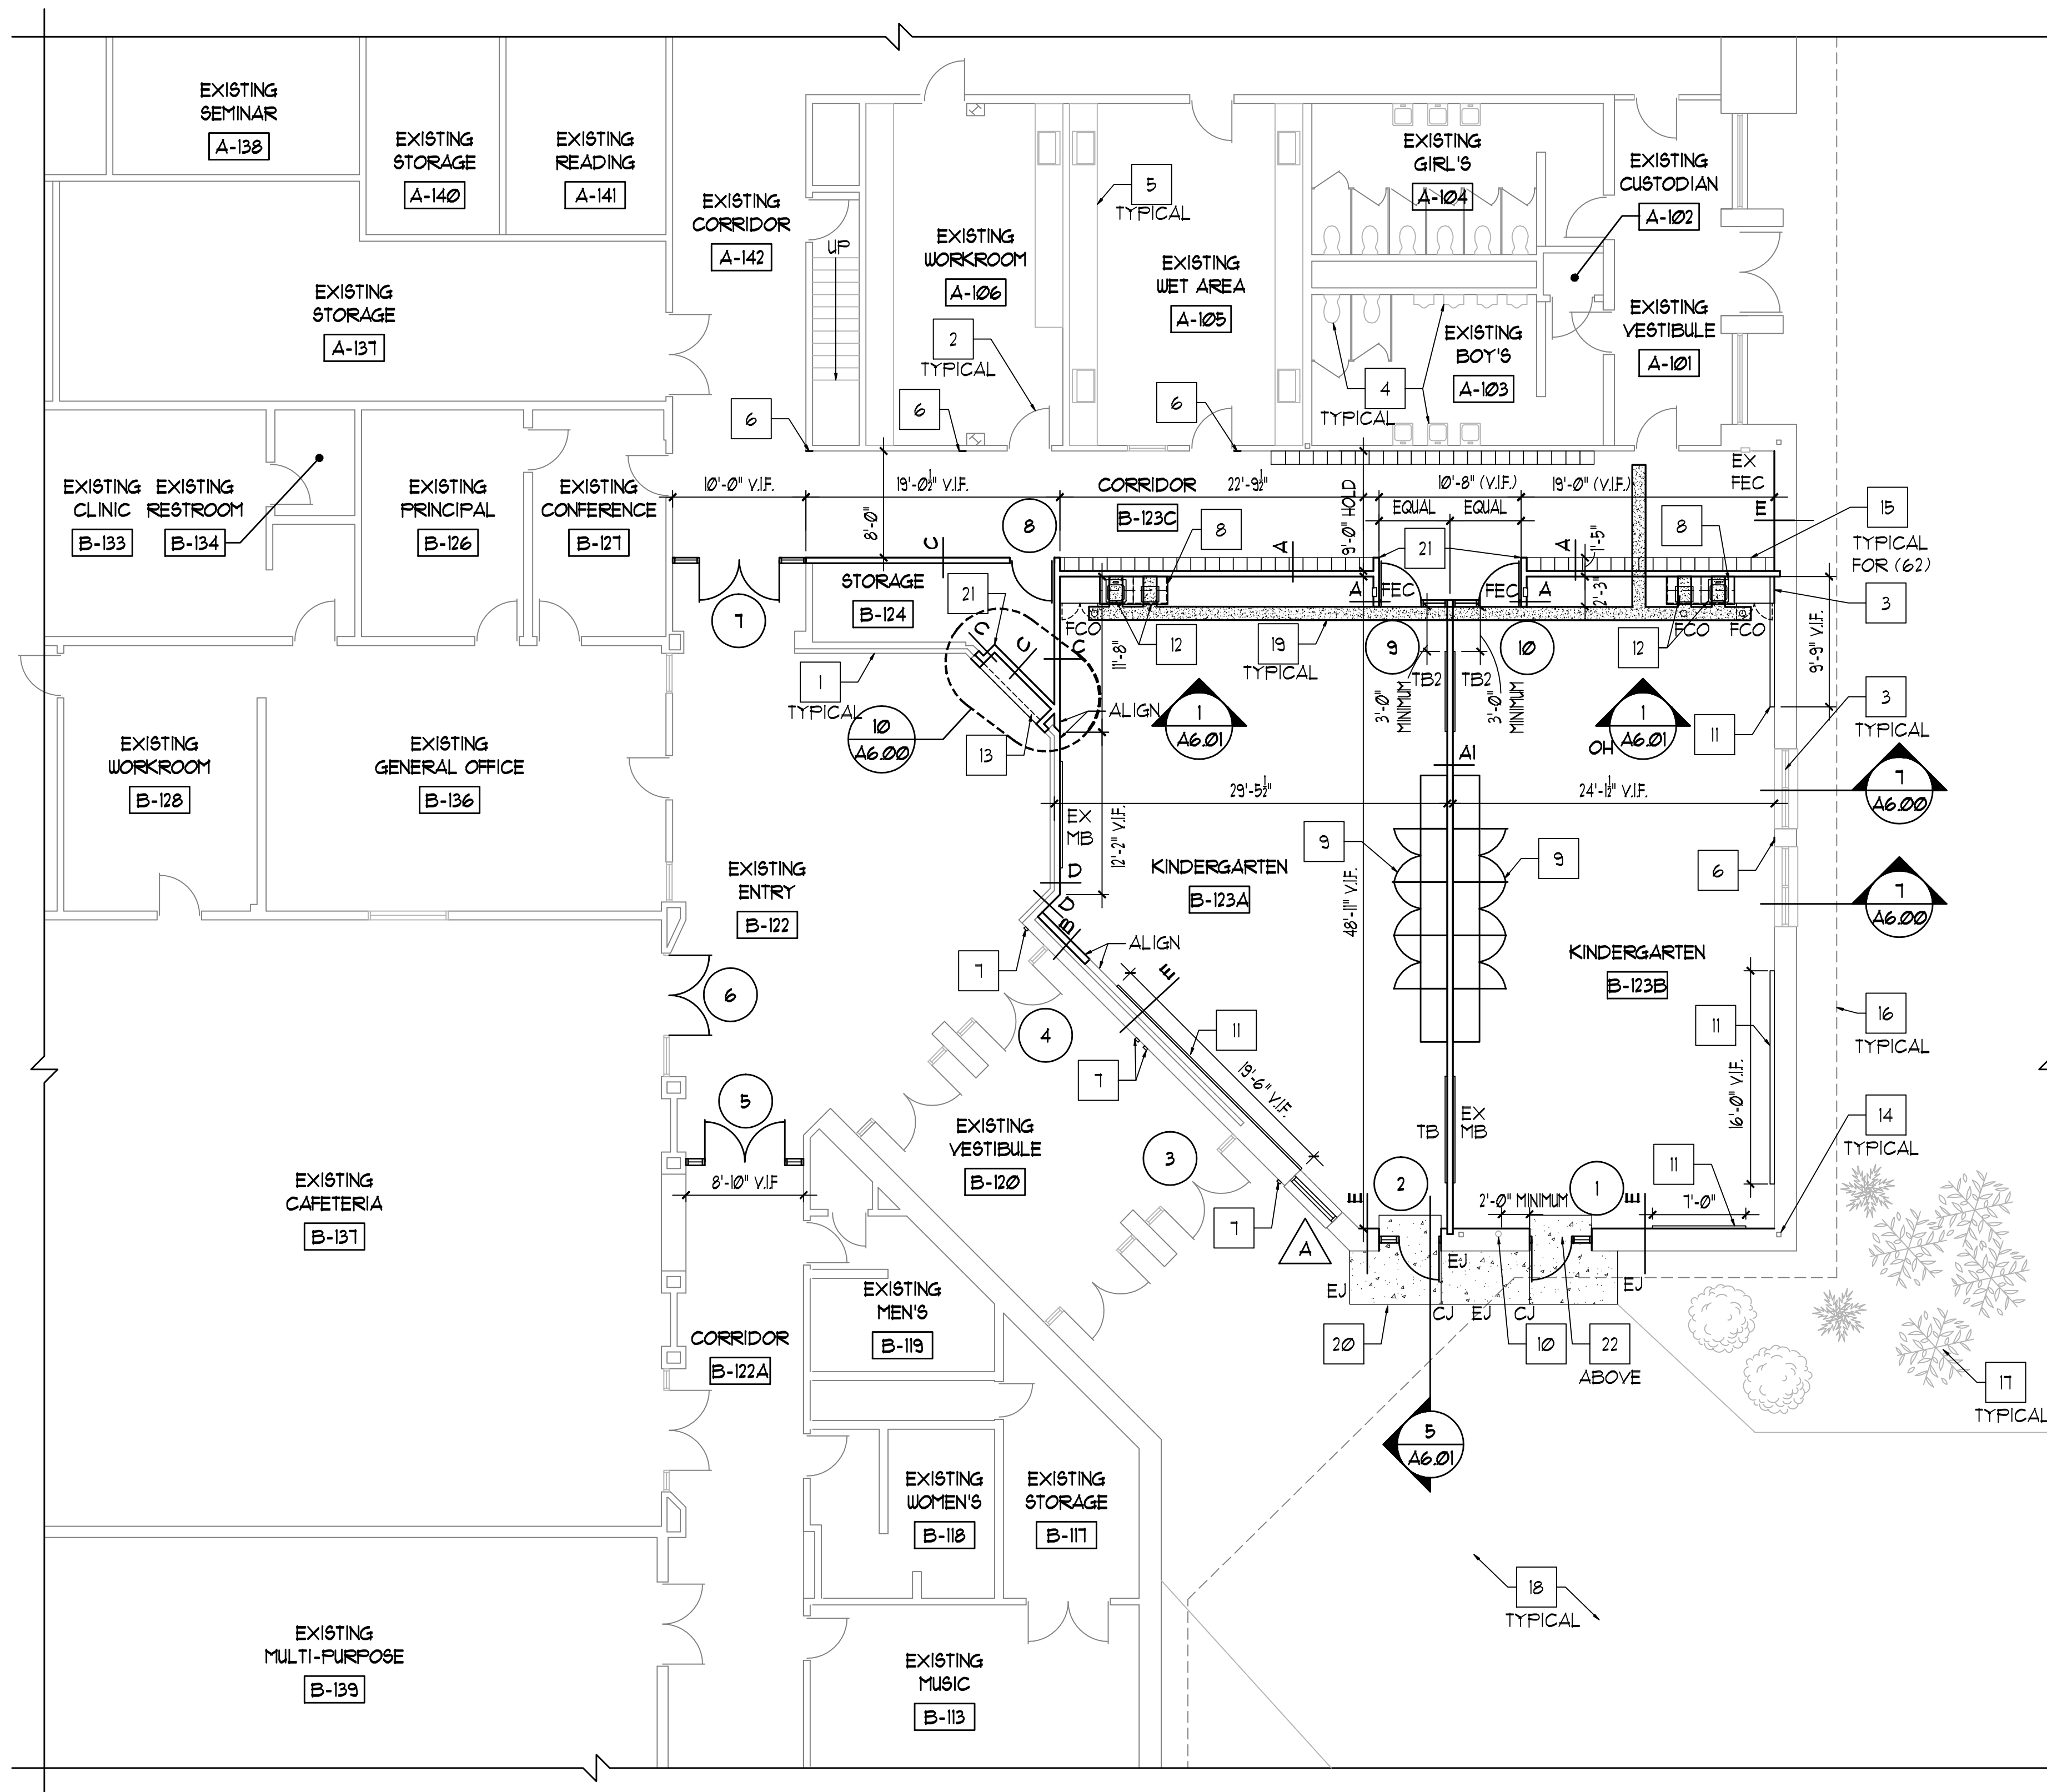 EXISTING
SEMINAR
A-138
EXISTING
STORAGE
A-140
EXISTING
READING
A-141
EXISTING
CORRIDOR
A-142
UP
EXISTING
WORKROOM
A-106
5
TYPICAL
EXISTING
WET AREA
A-105
EXISTING
GIRL'S
A-104
EXISTING
CUSTODIAN
A-102
EXISTING
STORAGE
A-137
2
TYPICAL
EXISTING
BOY'S
A-103
EXISTING
VESTIBULE
A-101
4
TYPICAL
6
6
6
EXISTING
CLINIC
B-133
EXISTING
RESTROOM
B-134
EXISTING
PRINCIPAL
B-126
EXISTING
CONFERENCE
B-127
10'-0" V.I.F.
19'-0½" V.I.F.
CORRIDOR
B-123C
22'-9½"
10'-8" (V.I.F.)
19'-0" (V.I.F.)
EX
FEC
8'-0"
9'-0" HOLD
EQUAL
EQUAL
E
15
TYPICAL
FOR (62)
8
8
21
8
A
A
1'-5"
2'-3"
C
7
STORAGE
B-124
21
A
FEC
FEC
A
3
FCO
12
19
TYPICAL
9
10
12
FCO
FCO
C
C
C
11'-8"
9'-9" V.I.F.
1
TYPICAL
10
A6.00
13
ALIGN
1
A6.01
3'-0"
MINIMUM
TB2
TB2
3'-0"
MINIMUM
1
A6.01
OH
11
3
TYPICAL
EXISTING
WORKROOM
B-128
EXISTING
GENERAL OFFICE
B-136
A1
7
A6.00
29'-5½"
24'-1½" V.I.F.
EX
MB
12'-2" V.I.F.
9
9
6
7
A6.00
EXISTING
ENTRY
B-122
KINDERGARTEN
B-123A
D
D
B
48'-11" V.I.F.
ALIGN
KINDERGARTEN
B-123B
7
E
6
4
11
11
16
TYPICAL
7
19'-6" V.I.F.
16'-0" V.I.F.
5
EXISTING
VESTIBULE
B-120
3
TB
EX
MB
14
TYPICAL
8'-10" V.I.F
EXISTING
CAFETERIA
B-137
7
A
E
2
2'-0" MINIMUM
1
E
11
7'-0"
EJ
EJ
CJ
EJ
CJ
EJ
EXISTING
MEN'S
B-119
CORRIDOR
B-122A
20
10
22
ABOVE
17
TYPICAL
5
A6.01
EXISTING
WOMEN'S
B-118
EXISTING
STORAGE
B-117
18
TYPICAL
EXISTING
MULTI-PURPOSE
B-139
EXISTING
MUSIC
B-113